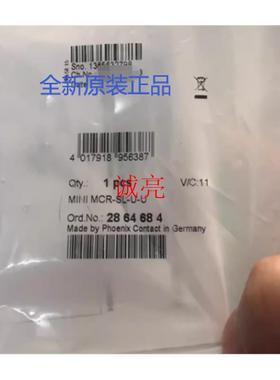 全新原装正品
4 017918 956387
Qty.: 1 pcs V/C:11
诚亮
MINI MCR-SL-U-U
Ord.No.: 28 64 68 4
Made by Phoenix Contact in Germany